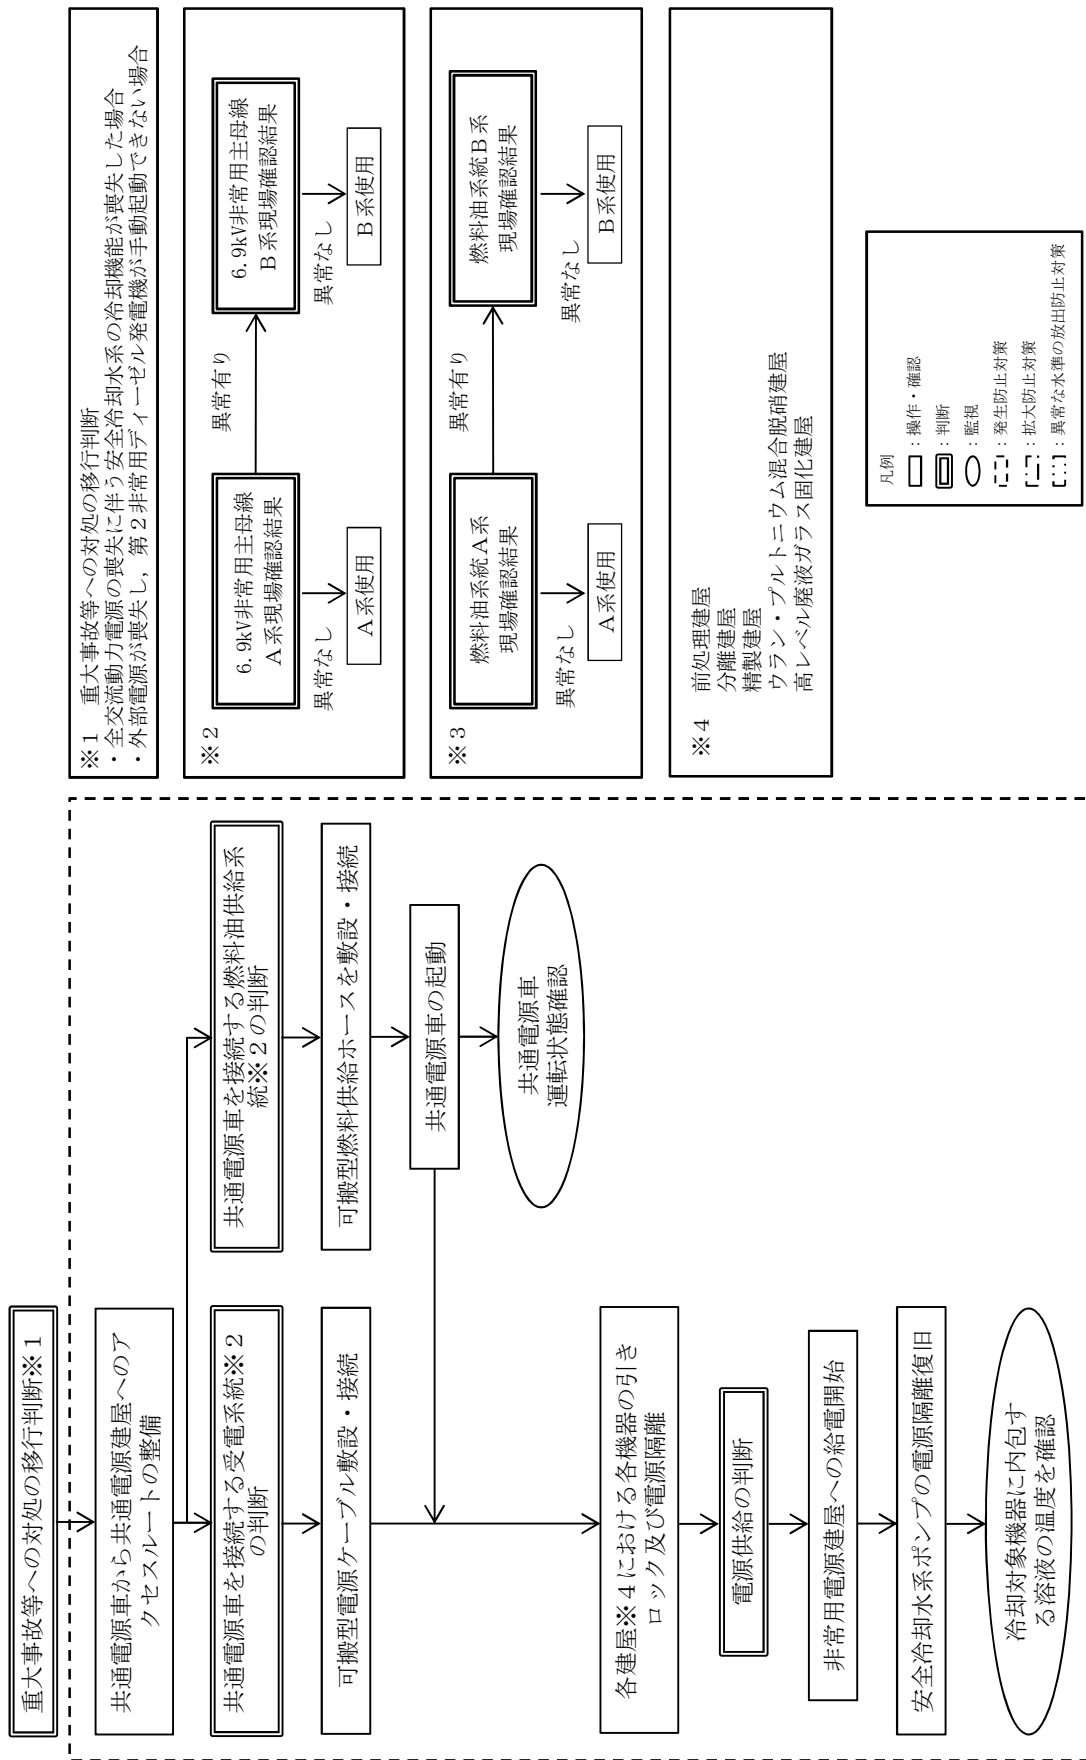 重大事故等への対処の移行判断※1
共通電源車から共通電源建屋へのア
クセスルートの整備
共通電源車を接続する受電系統※2
の判断
可搬型電源ケーブル敷設・接続
共通電源車を接続する燃料油供給系
統※2の判断
可搬型燃料供給ホースを敷設・接続
共通電源車の起動
共通電源車
運転状態確認
各建屋※4における各機器の引き
ロック及び電源隔離
電源供給の判断
非常用電源建屋への給電開始
安全冷却水系ポンプの電源隔離復旧
冷却対象機器に内包す
る溶液の温度を確認
※1　重大事故等への対処の移行判断
・全交流動力電源の喪失に伴う安全冷却水系の冷却機能が喪失した場合
・外部電源が喪失し，第2非常用ディーゼル発電機が手動起動できない場合
※2
6.9kV非常用主母線
A系現場確認結果
異常有り
6.9kV非常用主母線
B系現場確認結果
異常なし
A系使用
異常なし
B系使用
※3
燃料油系統A系
現場確認結果
異常有り
燃料油系統B系
現場確認結果
異常なし
A系使用
異常なし
B系使用
※4　前処理建屋
分離建屋
精製建屋
ウラン・プルトニウム混合脱硝建屋
高レベル廃液ガラス固化建屋
凡例
：操作・確認
：判断
：監視
：発生防止対策
：拡大防止対策
：異常な水準の放出防止対策